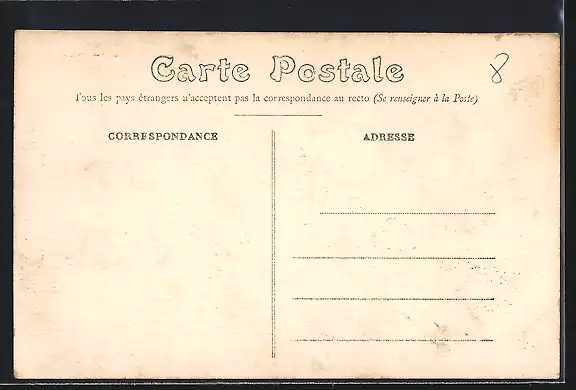 Carte Postale
8
Tous les pays étrangers n'acceptent pas la correspondance au recto (Se renseigner à la Poste)
CORRESPONDANCE
ADRESSE